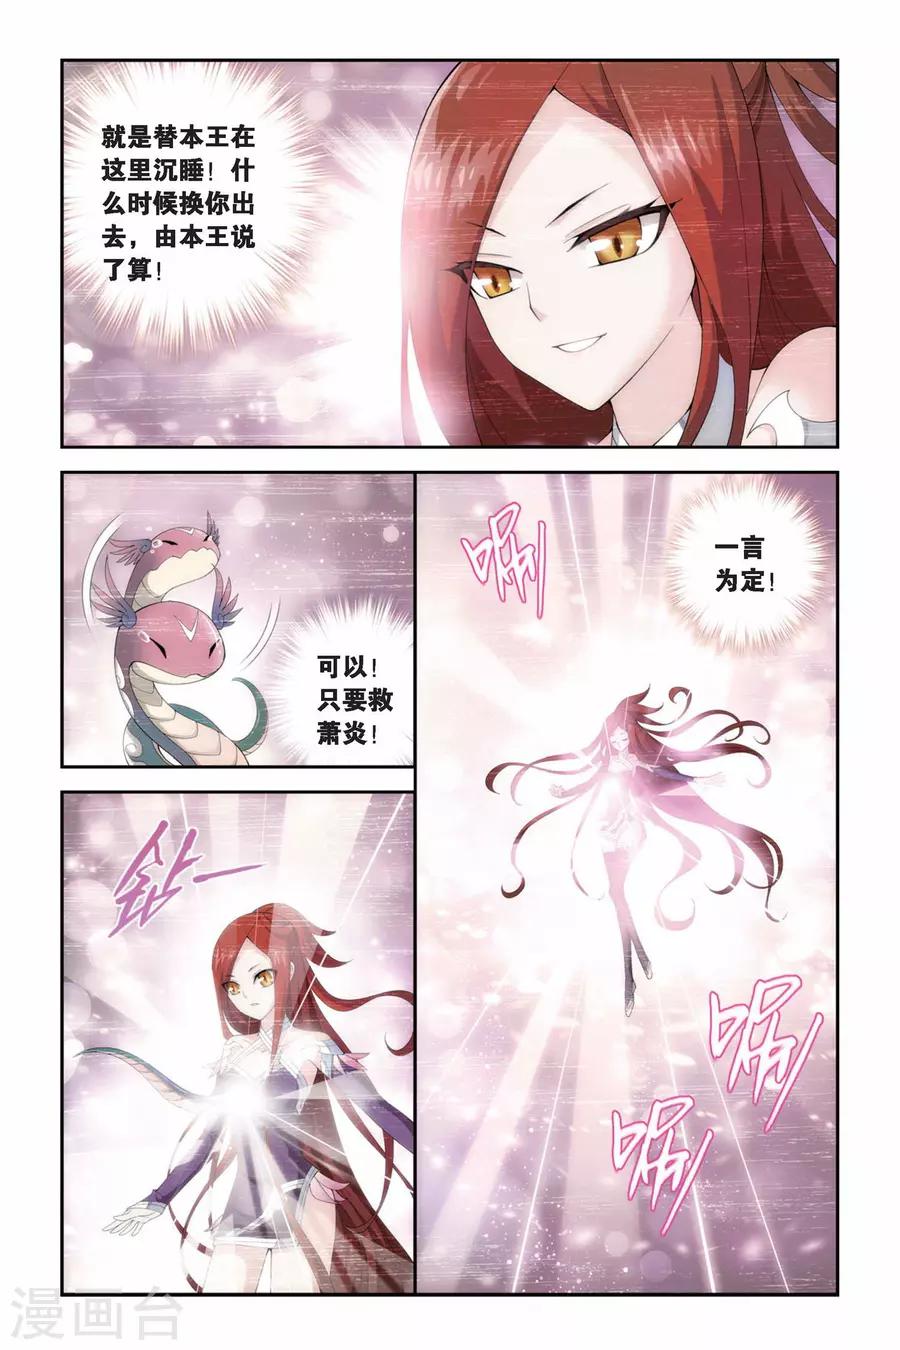 就是替本王在
这里沉睡！什
么时候换你出
去，由本王说
了算！
可以！
只要救
萧炎！
钻一
唰
一言
为定！
唰
唰
漫画台